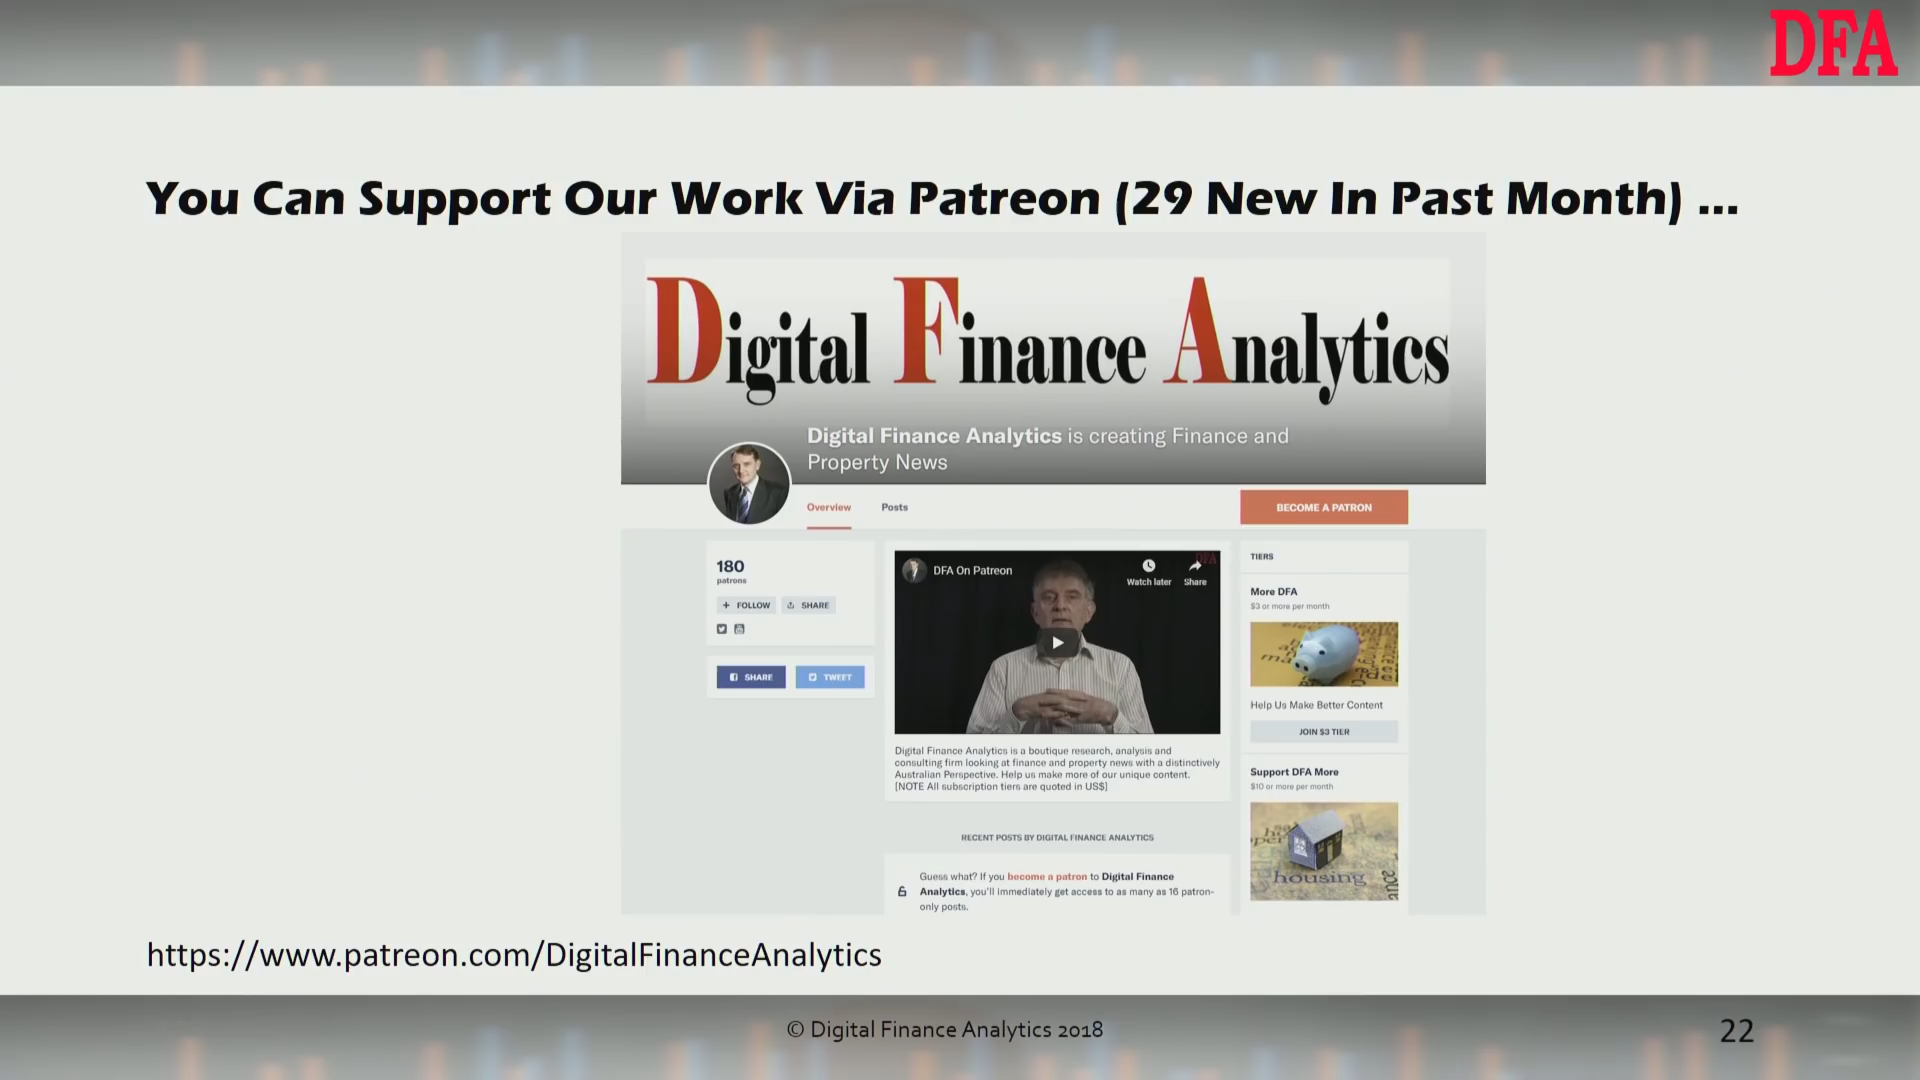 DFA
You Can Support Our Work Via Patreon (29 New In Past Month) ...
Digital Finance Analytics
Digital Finance Analytics is creating Finance and
Property News
Overview
Posts
BECOME A PATRON
180
patrons
+ FOLLOW
SHARE
SHARE
TWEET
DFA On Patreon
Watch later
Share
DFA
Digital Finance Analytics is a boutique research, analysis and
consulting firm looking at finance and property news with a distinctively
Australian Perspective. Help us make more of our unique content.
[NOTE All subscription tiers are quoted in US$]
RECENT POSTS BY DIGITAL FINANCE ANALYTICS
Guess what? If you become a patron to Digital Finance
Analytics, you'll immediately get access to as many as 16 patron-
only posts.
TIERS
More DFA
$3 or more per month
Help Us Make Better Content
JOIN $3 TIER
Support DFA More
$10 or more per month
housing
https://www.patreon.com/DigitalFinanceAnalytics
© Digital Finance Analytics 2018
22